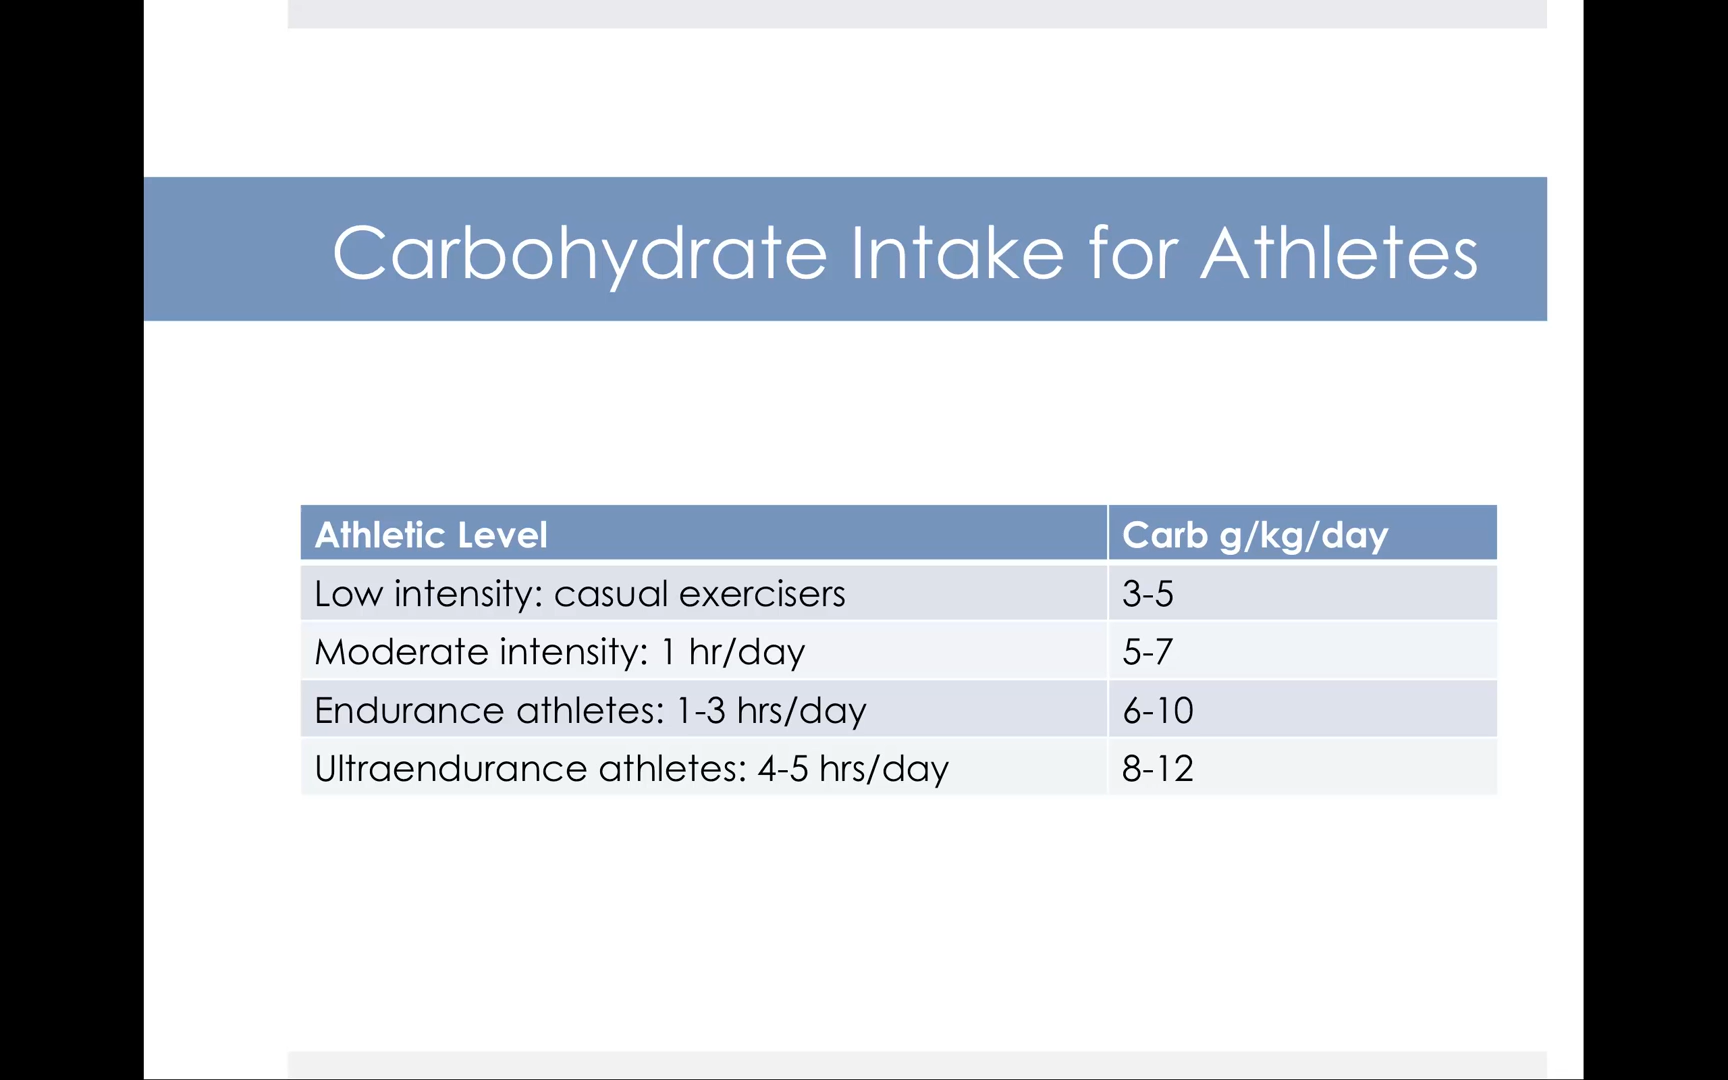 Carbohydrate Intake for Athletes
Athletic Level Carb g/kg/day
Low intensity: casual exercisers 3-5
Moderate intensity: 1 hr/day 5-7
Endurance athletes: 1-3 hrs/day 6-10
Ultraendurance athletes: 4-5 hrs/day 8-12